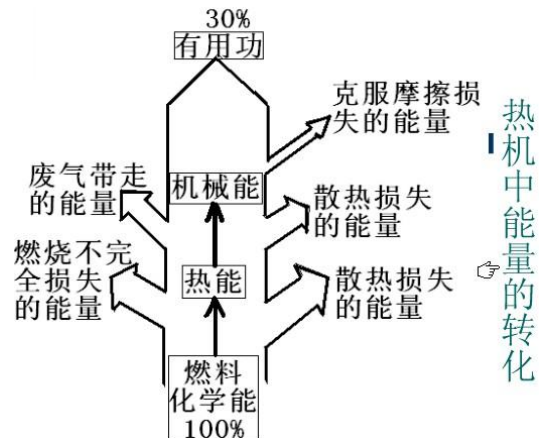 30%
有用功
克服摩擦损
失的能量
废气带走
的能量
机械能
散热损失
的能量
燃烧不完
全损失
的能量
热能
散热损失
的能量
燃料
化学能
100%
热机中能量的转化